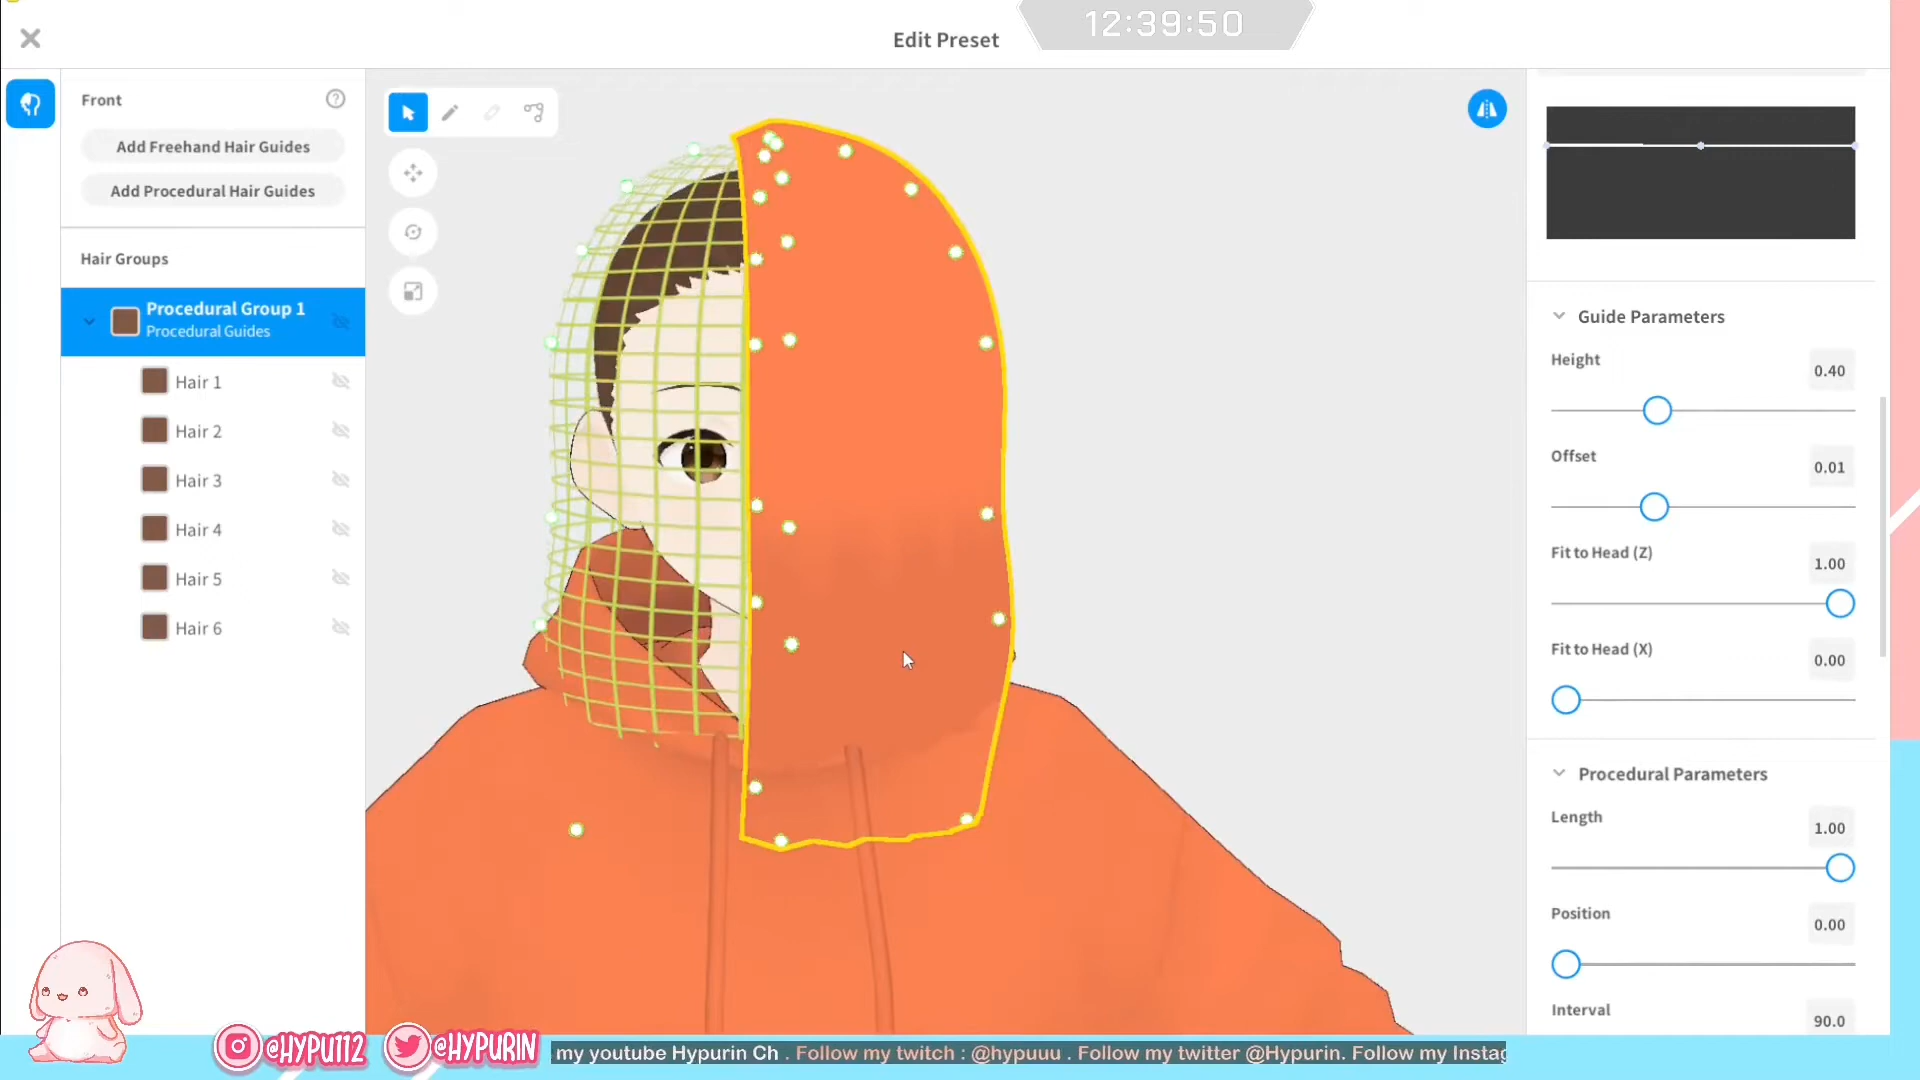 12:39:50
Edit Preset
Front
Add Freehand Hair Guides
Add Procedural Hair Guides
Hair Groups
Procedural Group 1
Procedural Guides
Hair 1
Hair 2
Hair 3
Hair 4
Hair 5
Hair 6
Guide Parameters
Height
0.40
Offset
0.01
Fit to Head (Z)
1.00
Fit to Head (X)
0.00
Procedural Parameters
Length
1.00
Position
0.00
Interval
90.0
@HYPU112
@HYPURIN
my youtube Hypurin Ch . Follow my twitch : @hypuuu . Follow my twitter @Hypurin. Follow my Instag